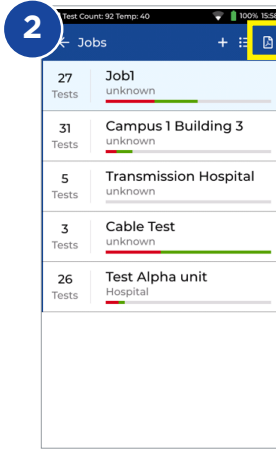 2
Test Count: 92 Temp: 40 100% 15:58
Jobs
27 Tests Job1
unknown
31 Tests Campus 1 Building 3
unknown
5 Tests Transmission Hospital
unknown
3 Tests Cable Test
unknown
26 Tests Test Alpha unit
Hospital